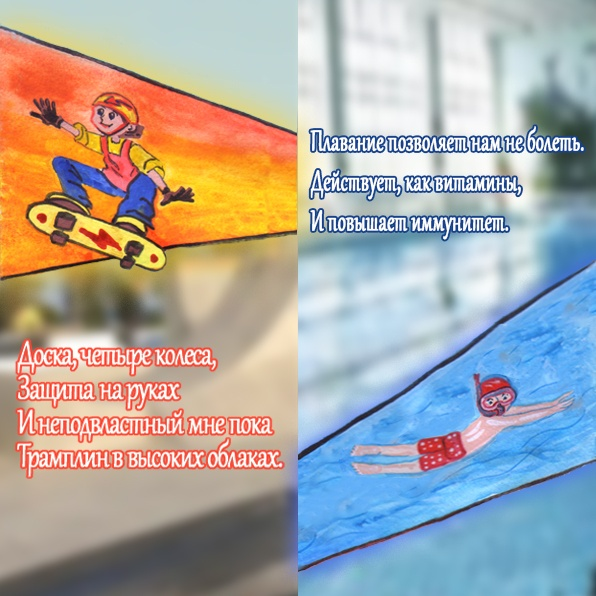 Доска, четыре колеса,
Защита на руках
И неподвластный мне пока
Трамплин в высоких облаках.
Плавание позволяет нам не болеть.
Действует, как витамины,
И повышает иммунитет.